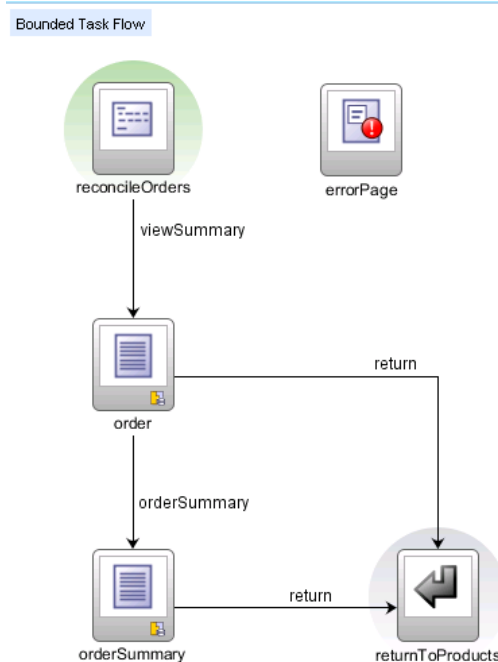 Bounded Task Flow
reconcileOrders
errorPage
viewSummary
return
order
orderSummary
return
orderSummary
returnToProducts